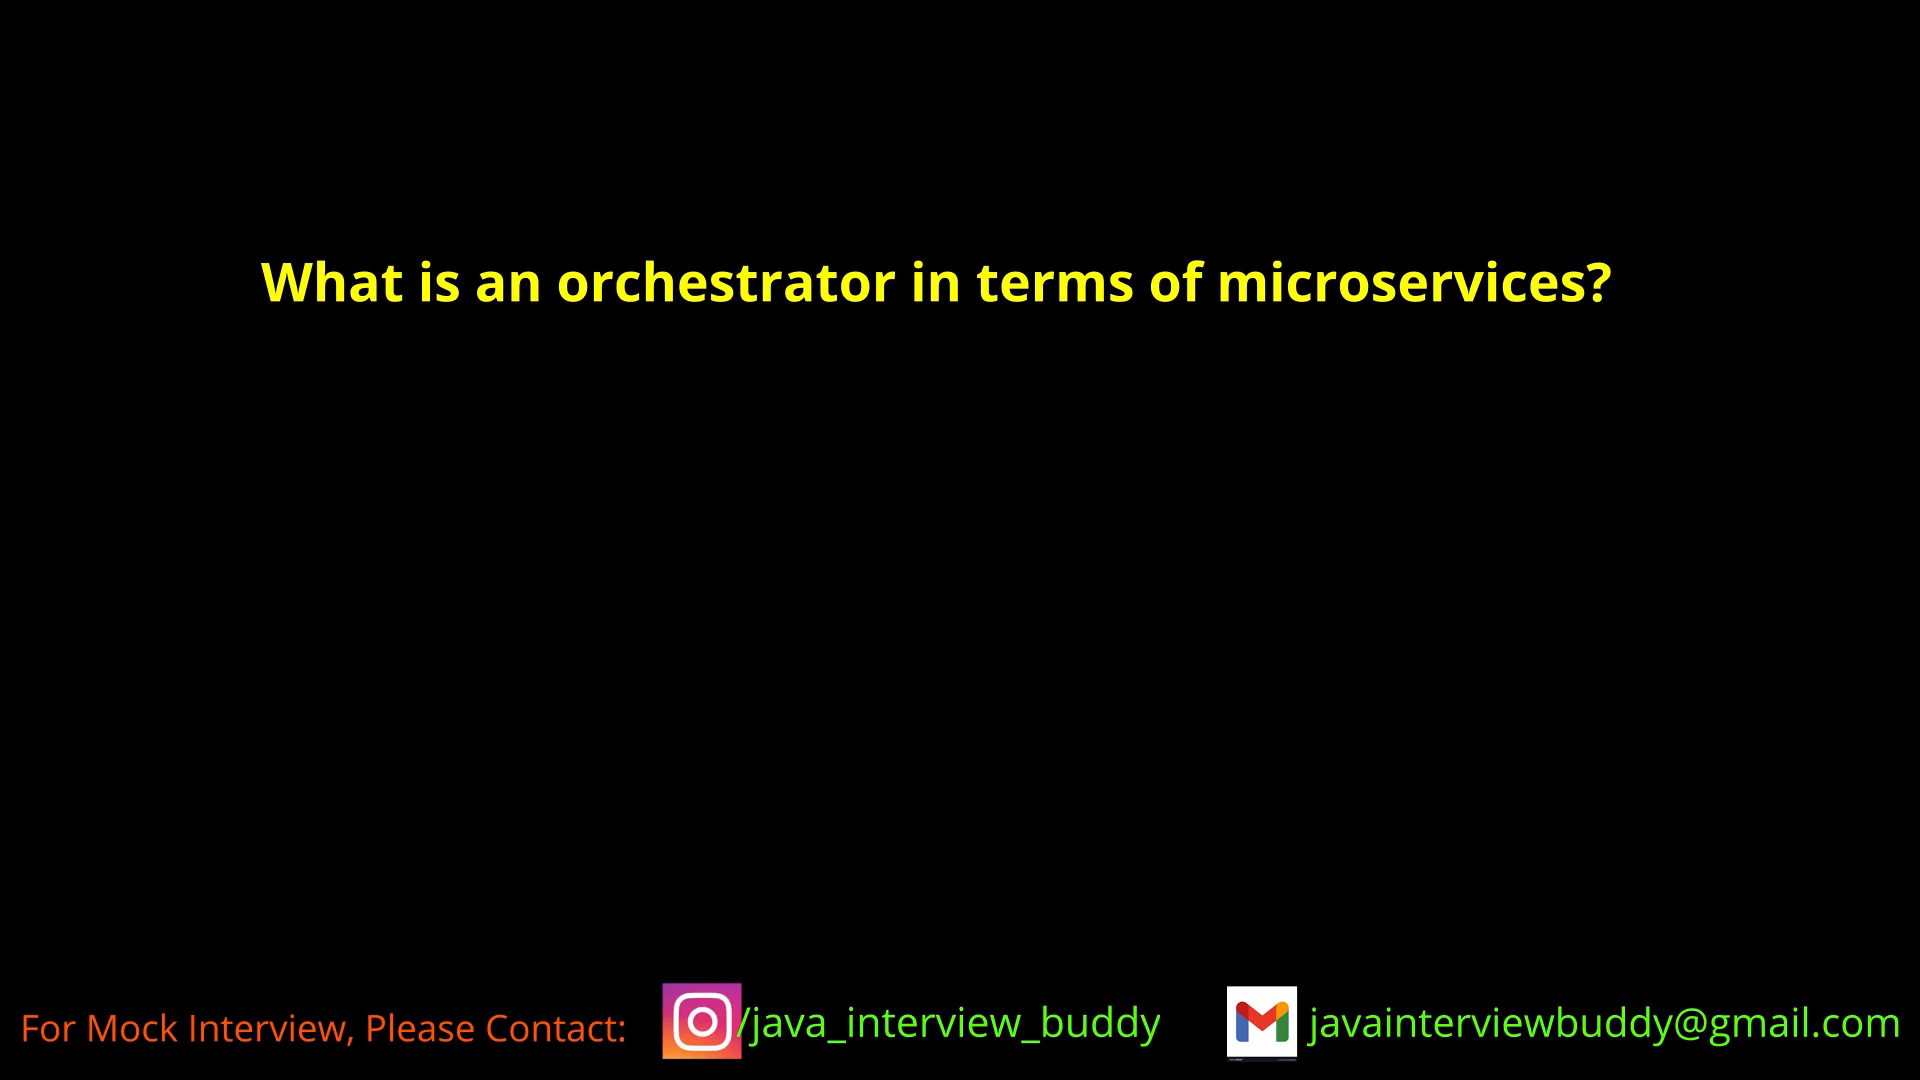 What is an orchestrator in terms of microservices?
For Mock Interview, Please Contact: /java_interview_buddy javainterviewbuddy@gmail.com